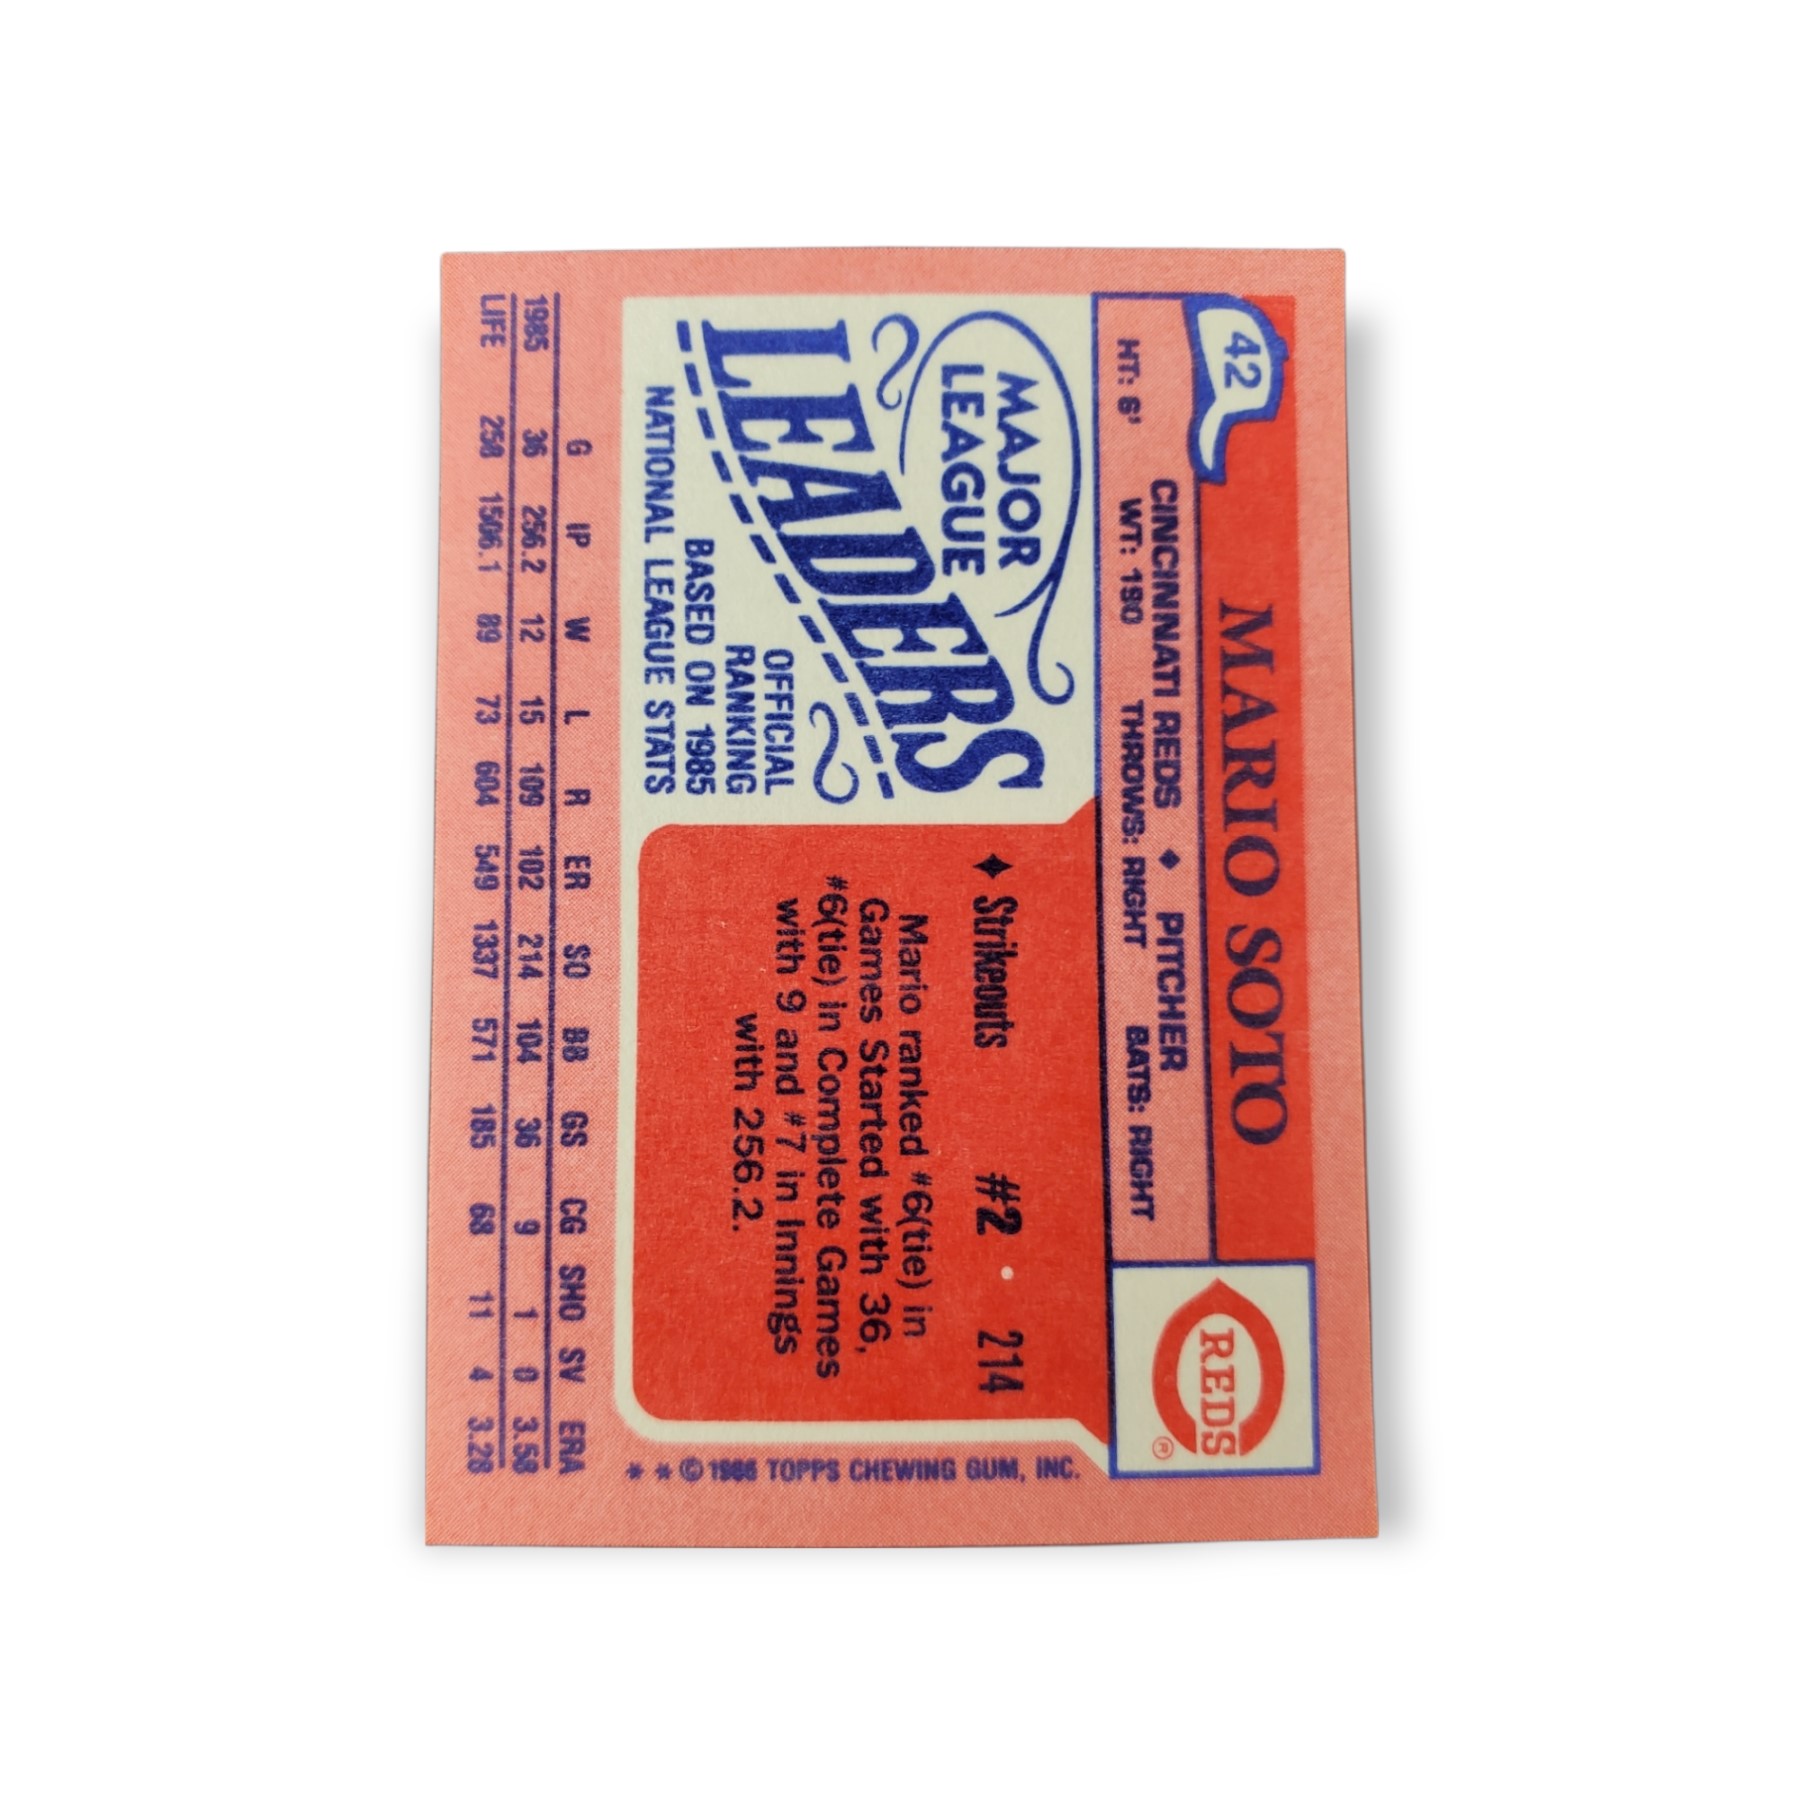 42
MARIO SOTO
CINCINNATI REDS ♦ PITCHER
HT: 6' WT: 190 THROWS: RIGHT BATS: RIGHT
REDS
®
MAJOR
LEAGUE
LEADERS
OFFICIAL
RANKING
BASED ON 1985
NATIONAL LEAGUE STATS
✦ Strikeouts #2 • 214
Mario ranked #6(tie) in
Games Started with 36,
#6(tie) in Complete Games
with 9 and #7 in Innings
with 256.2.
* * © 1986 TOPPS CHEWING GUM, INC.
G IP W L R ER SO BB GS CG SHO SV ERA
1985 36 256.2 12 15 109 102 214 104 36 9 1 0 3.58
LIFE 258 1506.1 89 73 604 549 1337 571 185 68 11 4 3.28